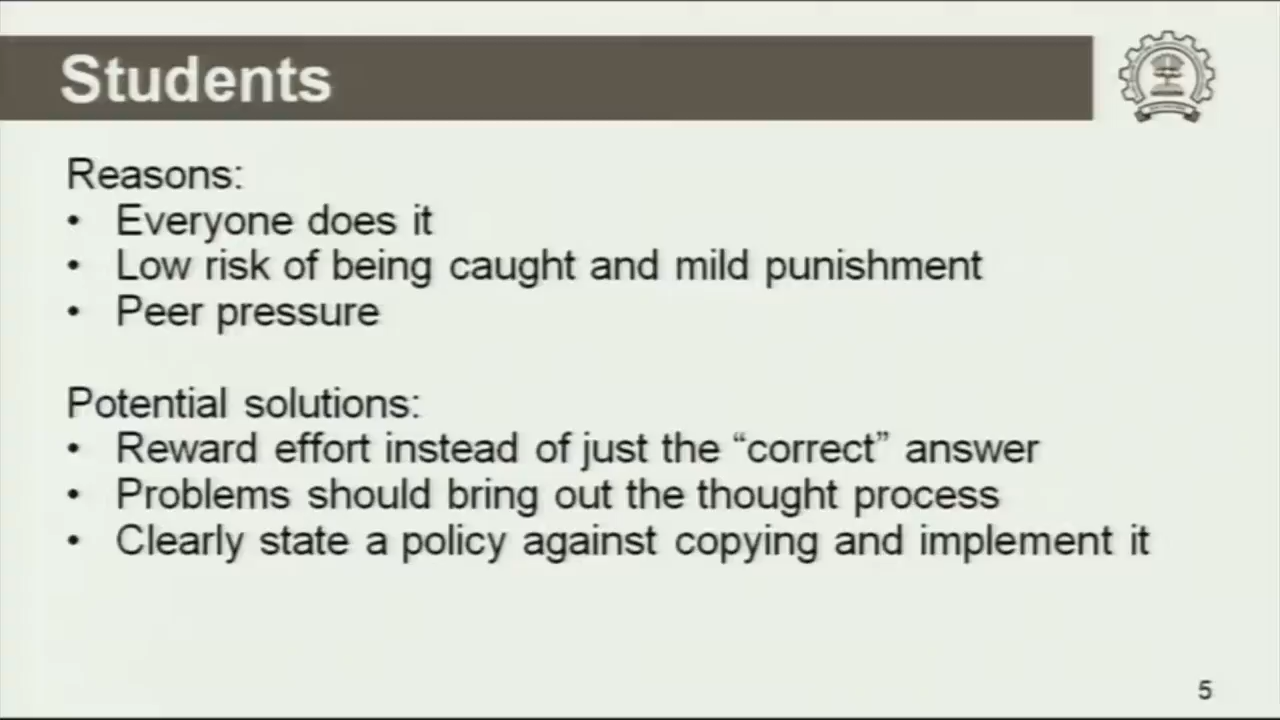 Students
Reasons:
• Everyone does it
• Low risk of being caught and mild punishment
• Peer pressure
Potential solutions:
• Reward effort instead of just the “correct” answer
• Problems should bring out the thought process
• Clearly state a policy against copying and implement it
5